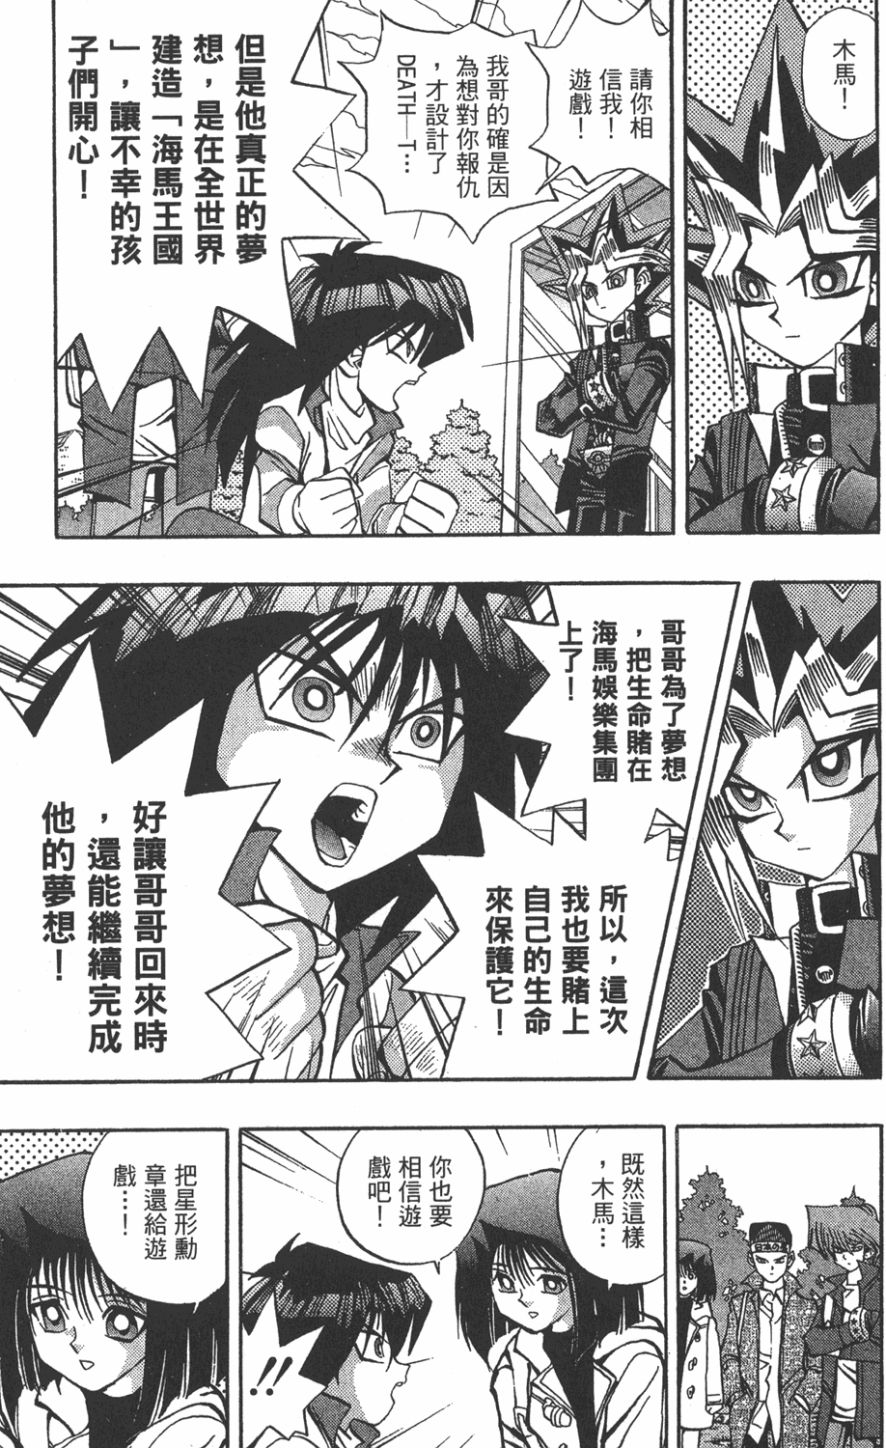 木馬！
請你相
信我！
遊戲！
我哥的確是因
為想對你報仇
，才設計了
DEATH—T…
但是他真正的夢
想，是在全世界
建造「海馬王國
」，讓不幸的孩
子們開心！
哥哥為了夢想
，把生命賭在
海馬娛樂集團
上了！
所以，這次
我也要賭上
自己的生命
來保護它！
好讓哥哥回來時
，還能繼續完成
他的夢想！
既然這樣
，木馬…
你也要
相信遊
戲吧！
!!
把星形勳
章還給遊
戲…！